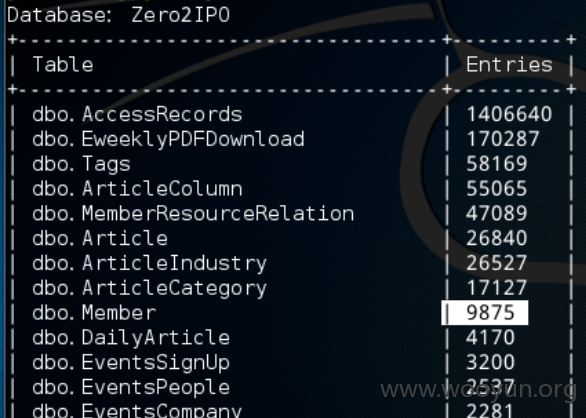 Database: Zero2IPO
+-----------------------------------+---------+
| Table | Entries |
+-----------------------------------+---------+
| dbo.AccessRecords | 1406640 |
| dbo.EweeklyPDFDownload | 170287 |
| dbo.Tags | 58169 |
| dbo.ArticleColumn | 55065 |
| dbo.MemberResourceRelation | 47089 |
| dbo.Article | 26840 |
| dbo.ArticleIndustry | 26527 |
| dbo.ArticleCategory | 17127 |
| dbo.Member | 9875 |
| dbo.DailyArticle | 4170 |
| dbo.EventsSignUp | 3200 |
| dbo.EventsPeople | 2537 |
| dbo.EventsCompany | 2281 |
www.wooyun.org